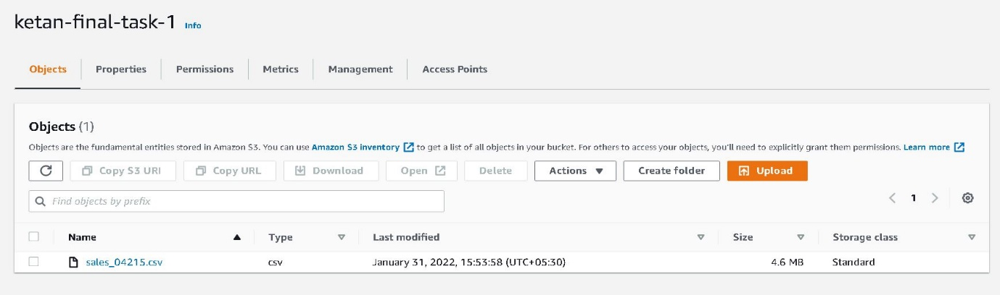 ketan-final-task-1 Info
Objects Properties Permissions Metrics Management Access Points
Objects (1)
Objects are the fundamental entities stored in Amazon S3. You can use Amazon S3 inventory to get a list of all objects in your bucket. For others to access your objects, you'll need to explicitly grant them permissions. Learn more
Copy S3 URI Copy URL Download Open Delete Actions Create folder Upload
Find objects by prefix 1
Name Type Last modified Size Storage class
sales_04215.csv csv January 31, 2022, 15:53:58 (UTC+05:30) 4.6 MB Standard